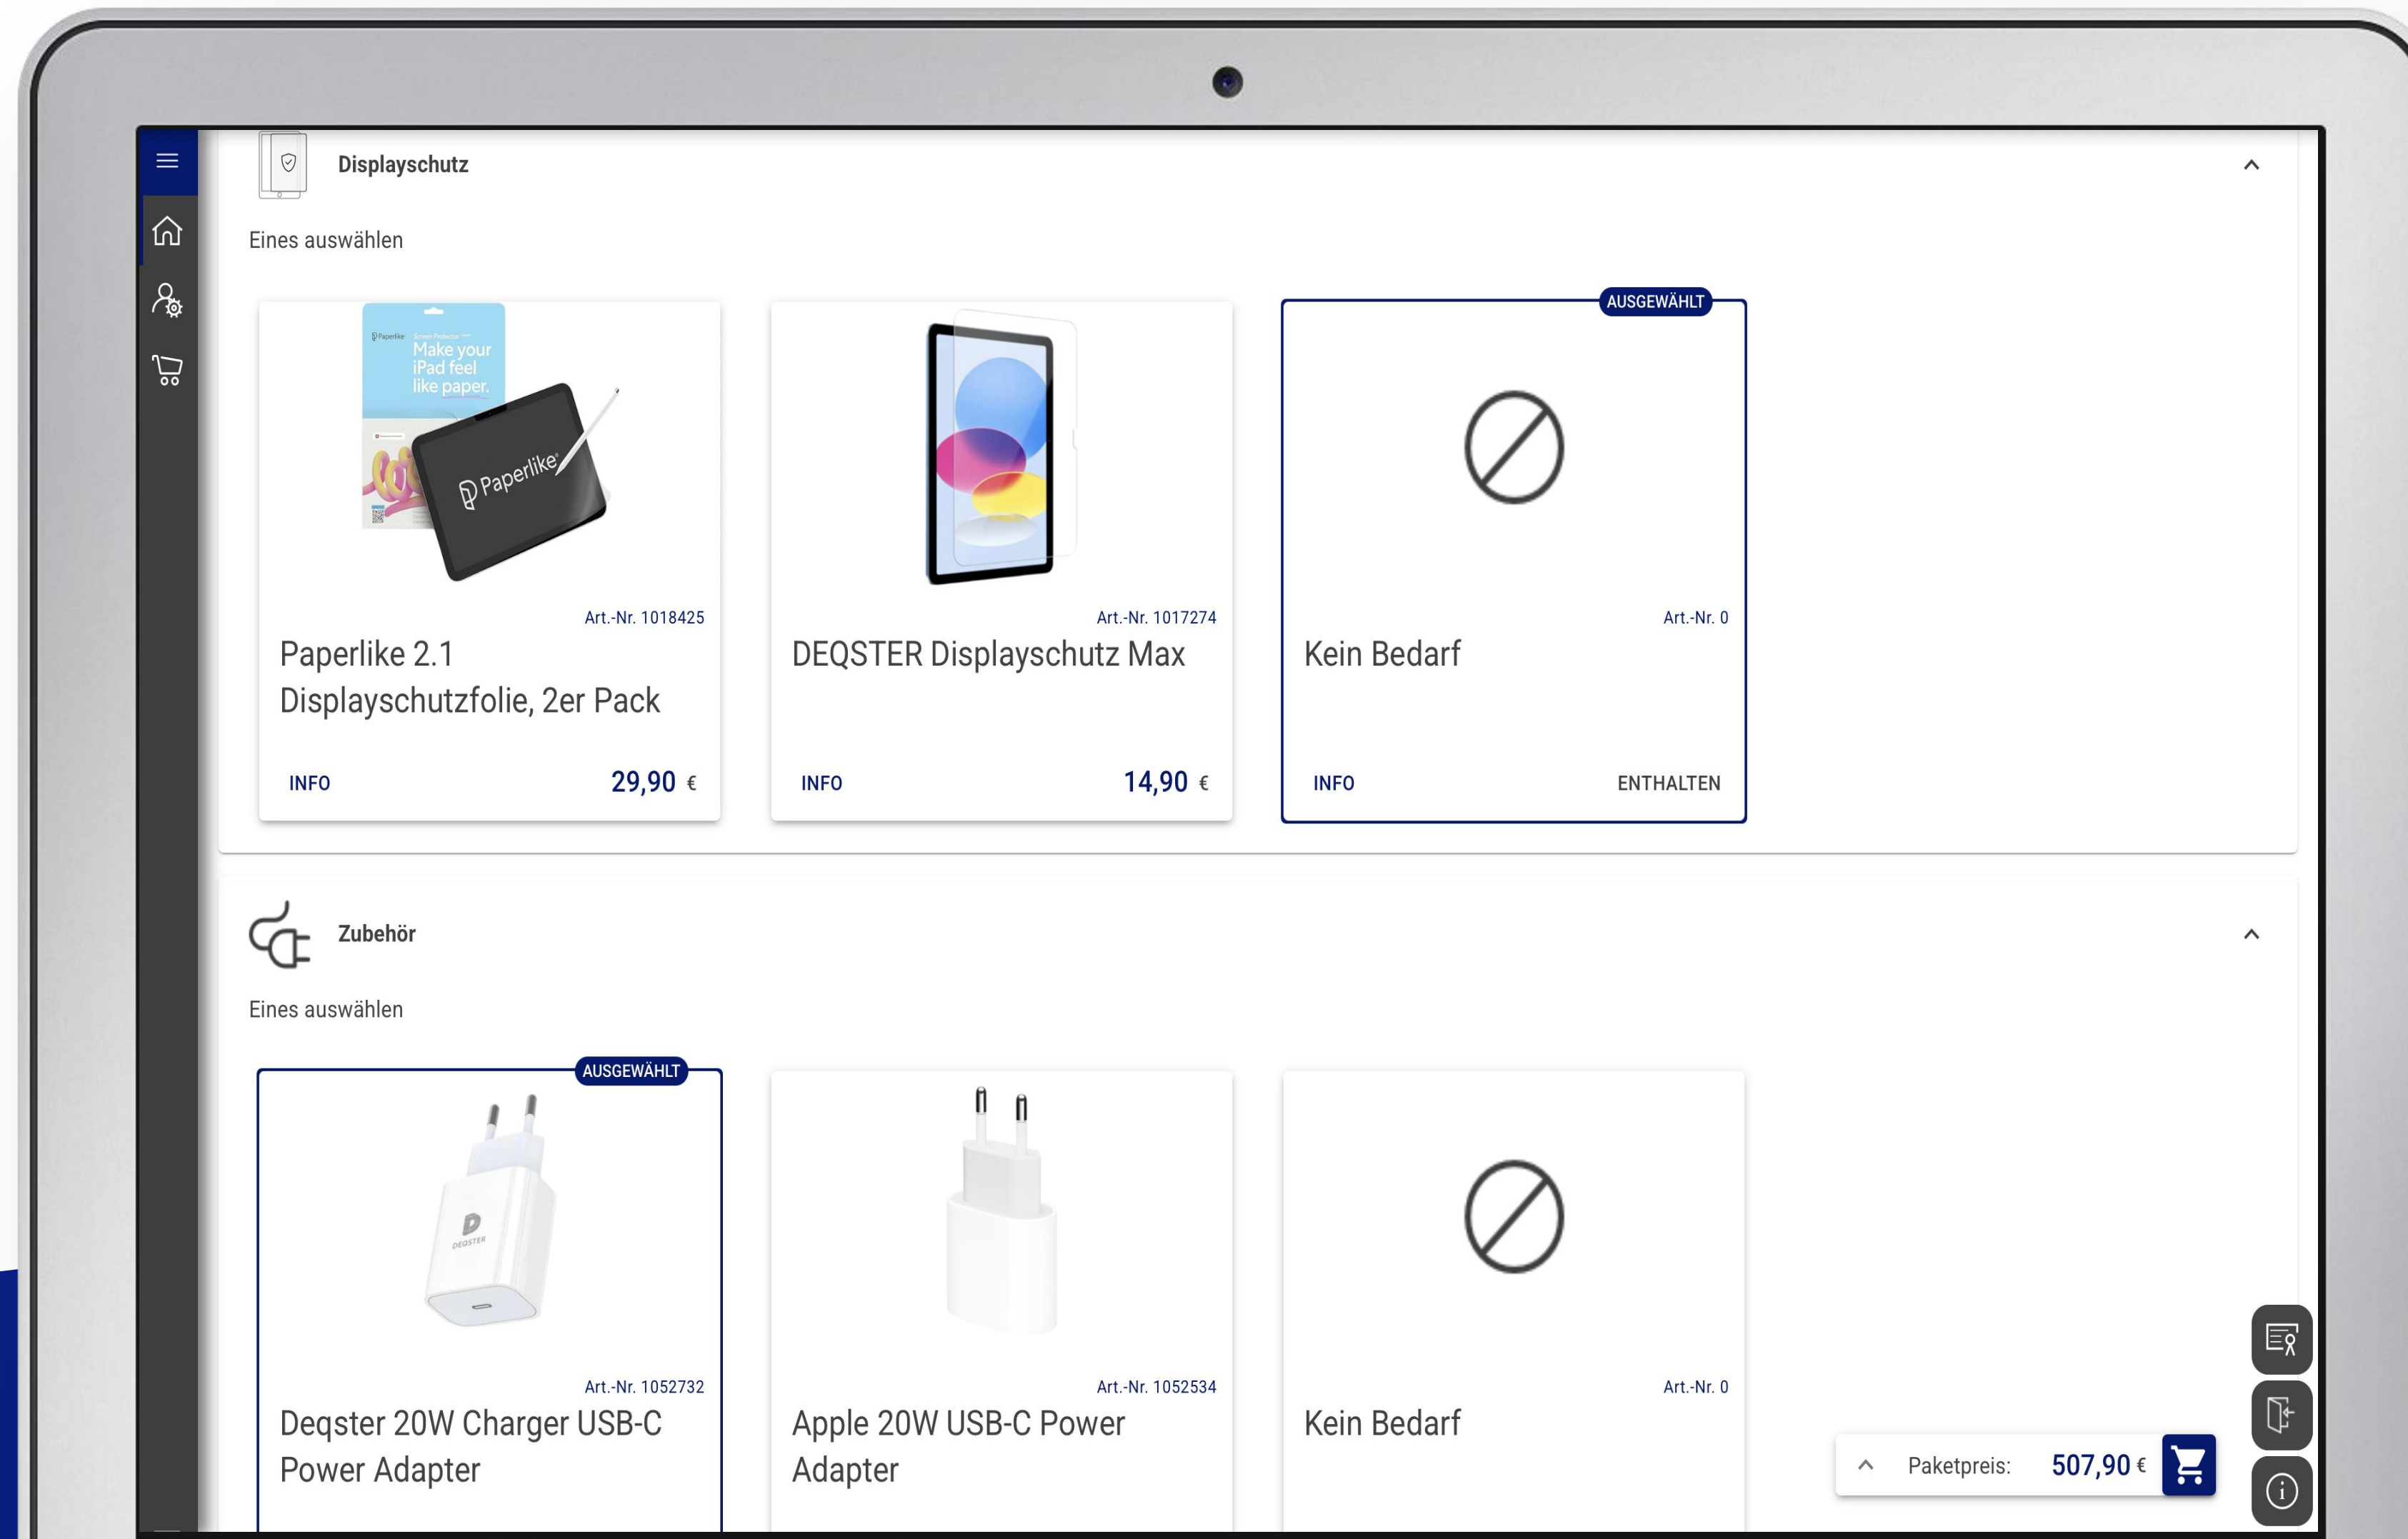 Displayschutz
Eines auswählen
Paperlike
Make your
iPad feel
like paper.
Paperlike
Art.-Nr. 1018425
Paperlike 2.1
Displayschutzfolie, 2er Pack
INFO
29,90 €
Art.-Nr. 1017274
DEQSTER Displayschutz Max
INFO
14,90 €
AUSGEWÄHLT
Art.-Nr. 0
Kein Bedarf
INFO
ENTHALTEN
Zubehör
Eines auswählen
AUSGEWÄHLT
D
DEQSTER
Art.-Nr. 1052732
Deqster 20W Charger USB-C
Power Adapter
Art.-Nr. 1052534
Apple 20W USB-C Power
Adapter
Art.-Nr. 0
Kein Bedarf
Paketpreis: 507,90 €